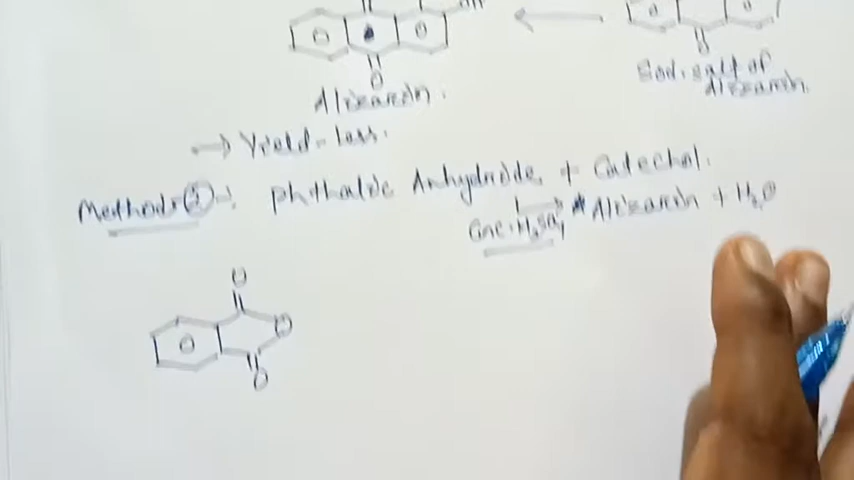 Sod. salt of
Alizarin.
Alizarin.
→ Yield - less.
Method-②-: Phthalic Anhydride + Catechol.
Conc. H₂SO₄ → Alizarin + H₂O
O
O
O